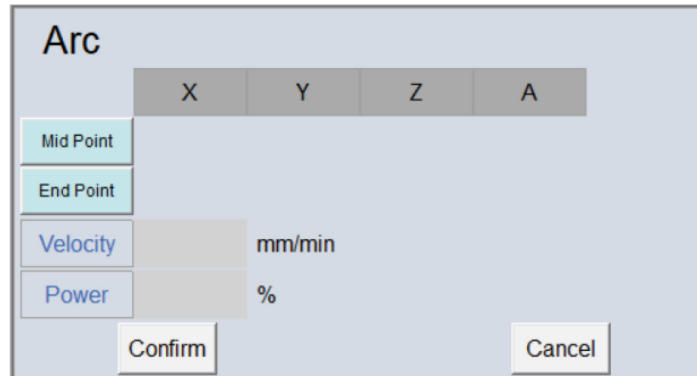 Arc
X Y Z A
Mid Point
End Point
Velocity mm/min
Power %
Confirm Cancel